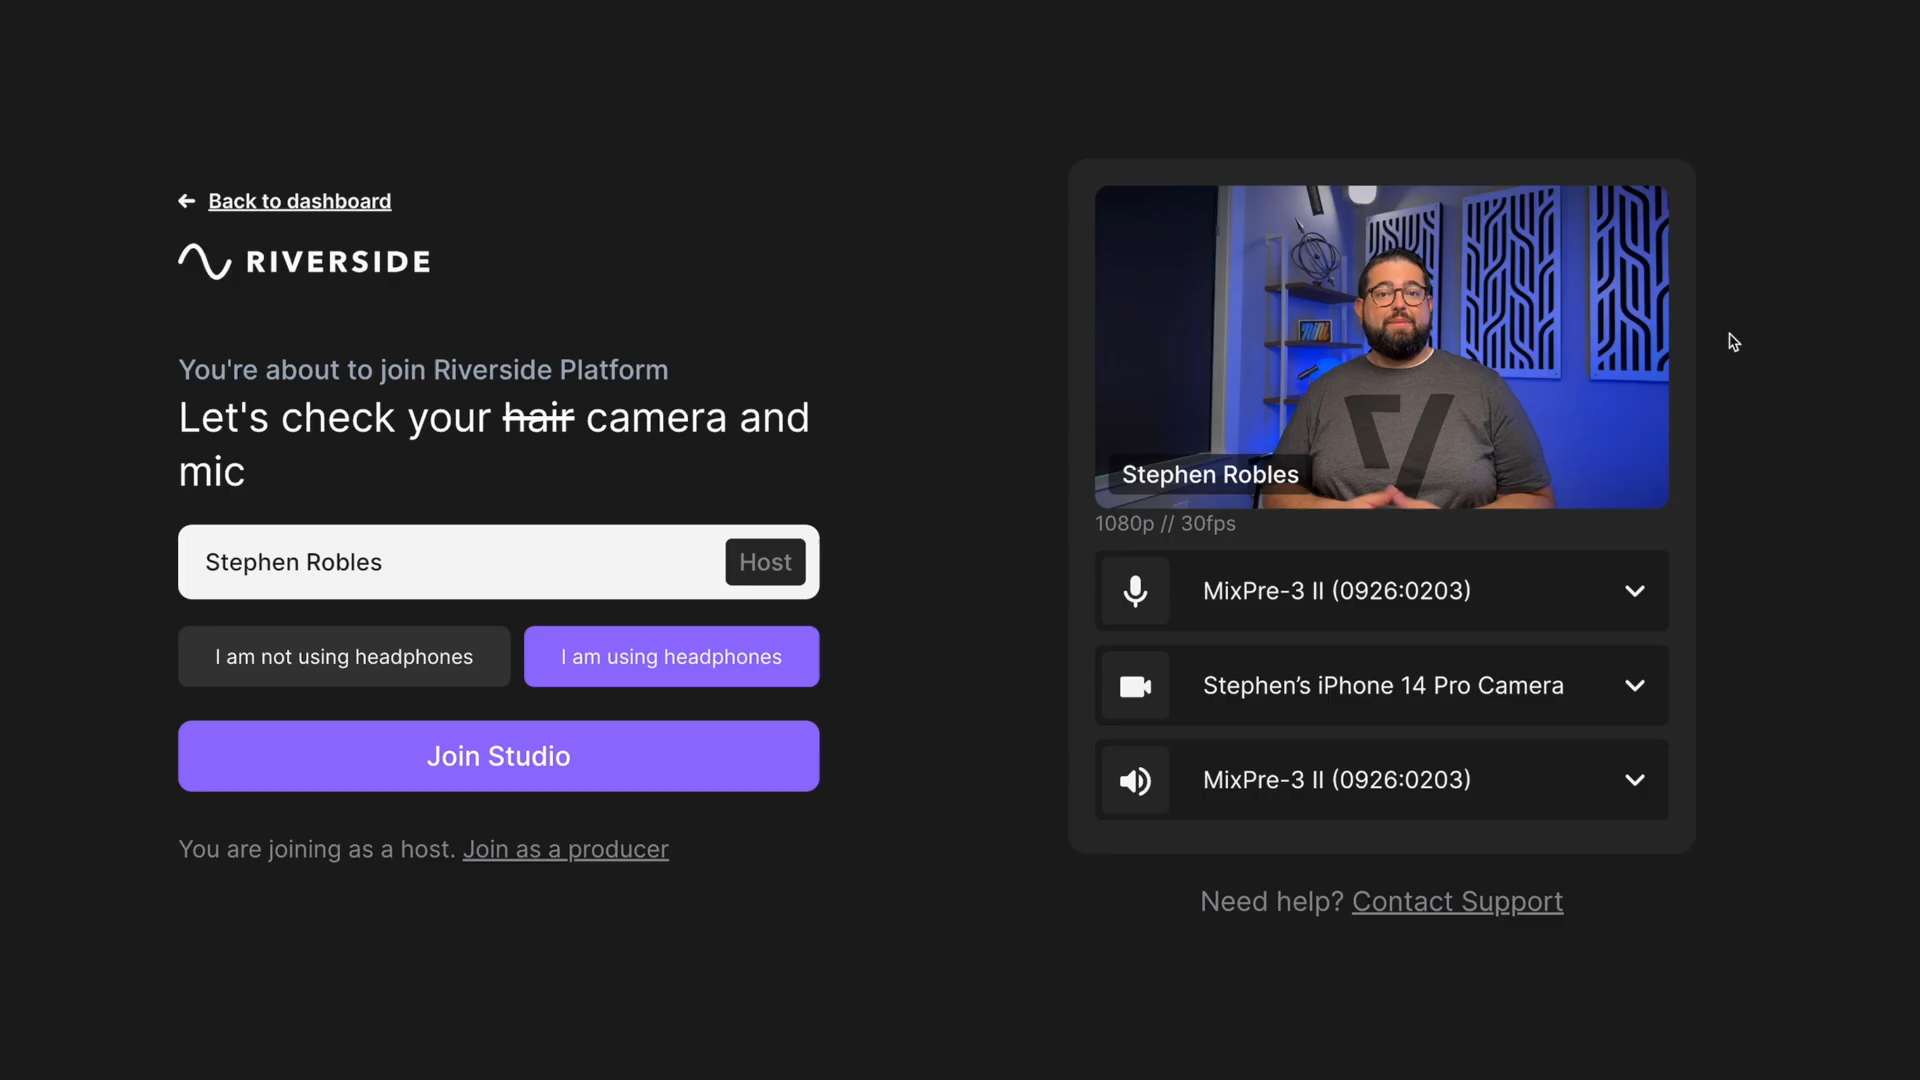 Back to dashboard
RIVERSIDE
You're about to join Riverside Platform
Let's check your hair camera and
mic
Stephen Robles
Host
I am not using headphones
I am using headphones
Join Studio
You are joining as a host. Join as a producer
Stephen Robles
1080p // 30fps
MixPre-3 II (0926:0203)
Stephen’s iPhone 14 Pro Camera
MixPre-3 II (0926:0203)
Need help? Contact Support